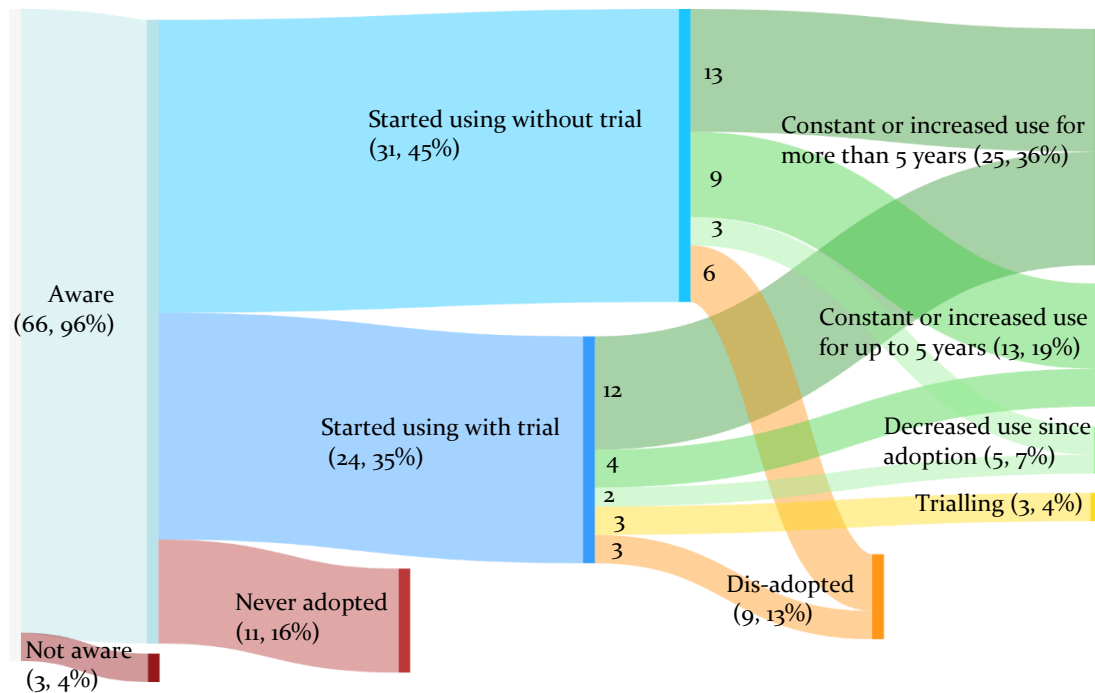 Aware
(66, 96%)
Not aware
(3, 4%)
Started using without trial
(31, 45%)
Started using with trial
(24, 35%)
Never adopted
(11, 16%)
13
9
3
6
12
4
2
3
3
Constant or increased use for
more than 5 years (25, 36%)
Constant or increased use
for up to 5 years (13, 19%)
Decreased use since
adoption (5, 7%)
Trialling (3, 4%)
Dis-adopted
(9, 13%)